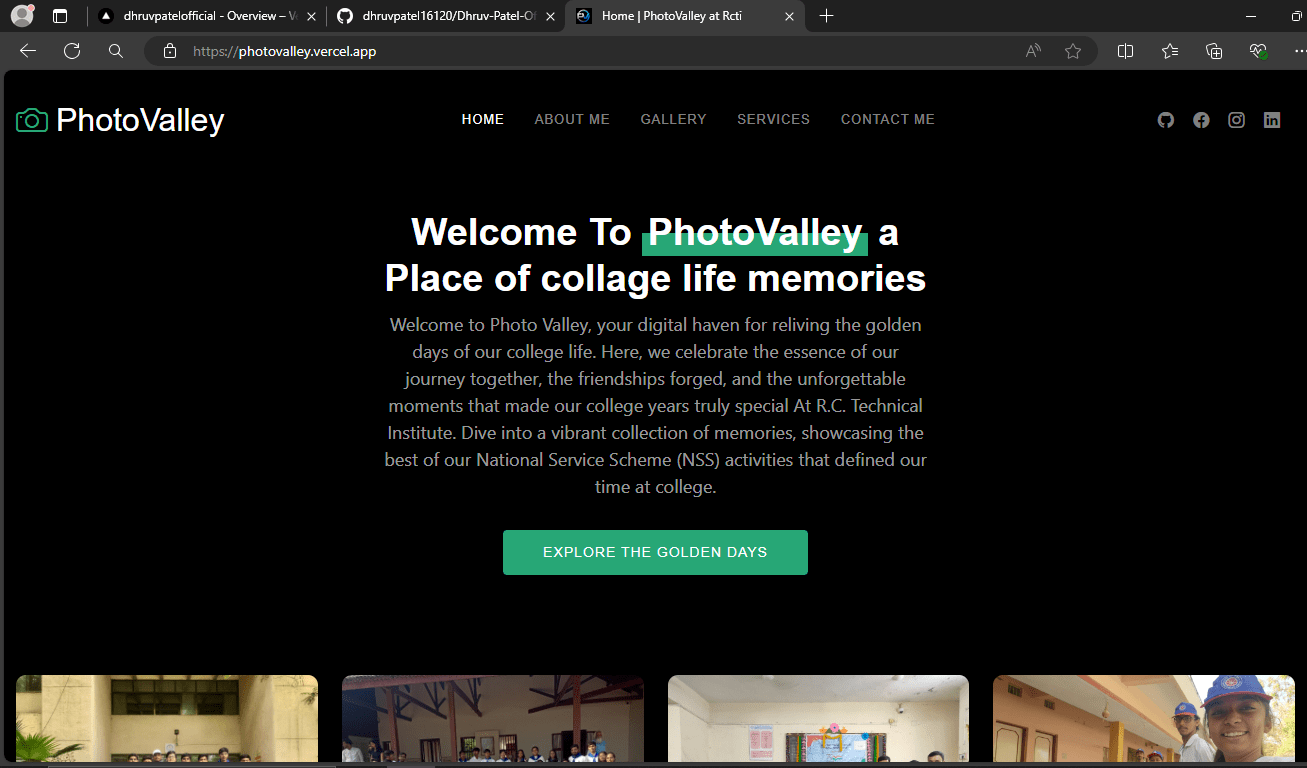 dhruvpatelofficial - Overview – Ve
dhruvpatel16120/Dhruv-Patel-Of
Home | PhotoValley at Rcti
https://photovalley.vercel.app
PhotoValley
HOME
ABOUT ME
GALLERY
SERVICES
CONTACT ME
Welcome To PhotoValley a
Place of collage life memories
Welcome to Photo Valley, your digital haven for reliving the golden
days of our college life. Here, we celebrate the essence of our
journey together, the friendships forged, and the unforgettable
moments that made our college years truly special At R.C. Technical
Institute. Dive into a vibrant collection of memories, showcasing the
best of our National Service Scheme (NSS) activities that defined our
time at college.
EXPLORE THE GOLDEN DAYS